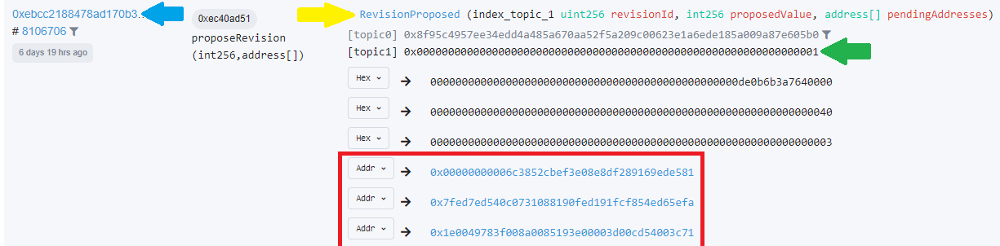 0xebcc2188478ad170b3...
# 8106706
6 days 19 hrs ago
0xec40ad51
proposeRevision
(int256,address[])
RevisionProposed (index_topic_1 uint256 revisionId, int256 proposedValue, address[] pendingAddresses)
[topic0] 0x8f95c4957ee34edd4a485a670aa52f5a209c00623e1a6ede185a009a87e605b0
[topic1] 0x0000000000000000000000000000000000000000000000000000000000000001
Hex → 0000000000000000000000000000000000000000000000000de0b6b3a7640000
Hex → 0000000000000000000000000000000000000000000000000000000000000040
Hex → 0000000000000000000000000000000000000000000000000000000000000003
Addr → 0x00000000006c3852cbef3e08e8df289169ede581
Addr → 0x7fed7ed540c0731088190fed191fcf854ed65efa
Addr → 0x1e0049783f008a0085193e00003d00cd54003c71